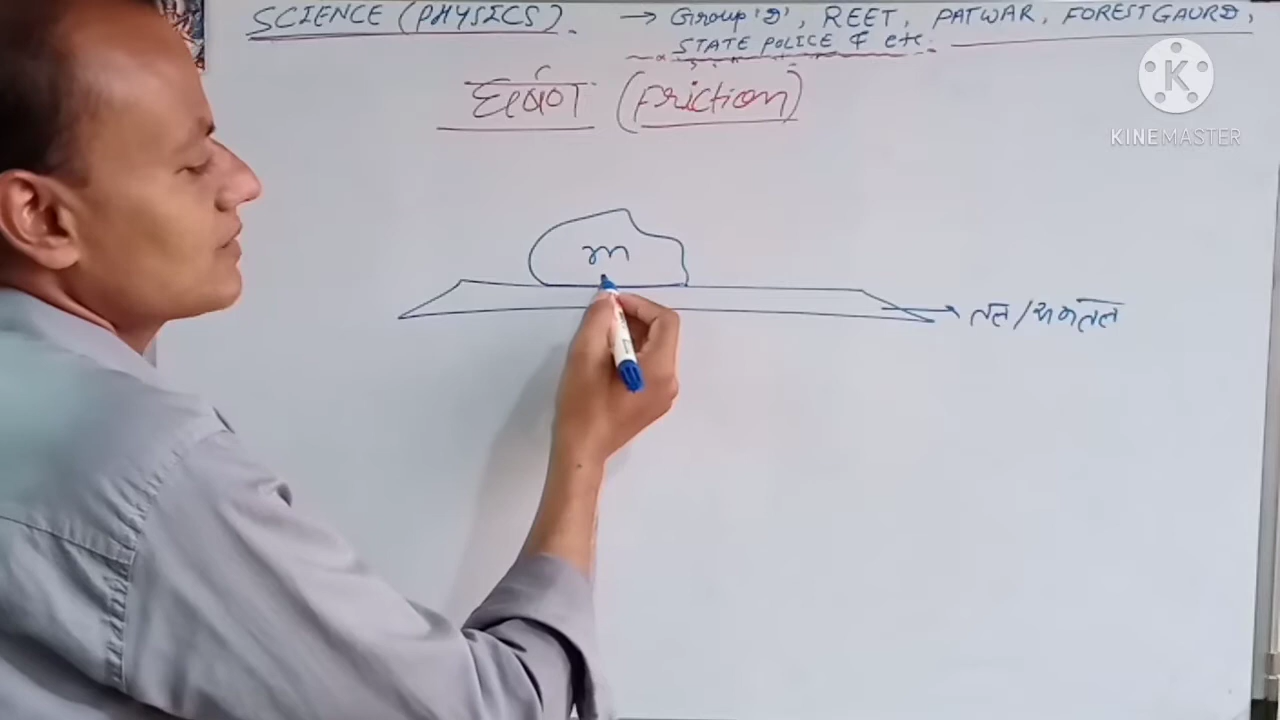 SCIENCE (PHYSICS). → Group 'D', REET, PATWAR, FOREST GAURD,
STATE POLICE & etc.
घर्षण (Friction)
KINEMASTER
m
→ तल / समतल